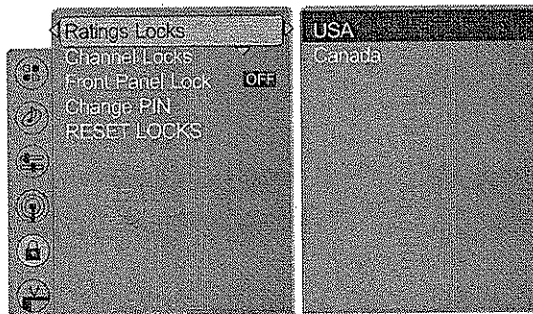 Ratings Locks
Channel Locks
Front Panel Lock OFF
Change PIN
RESET LOCKS
USA
Canada